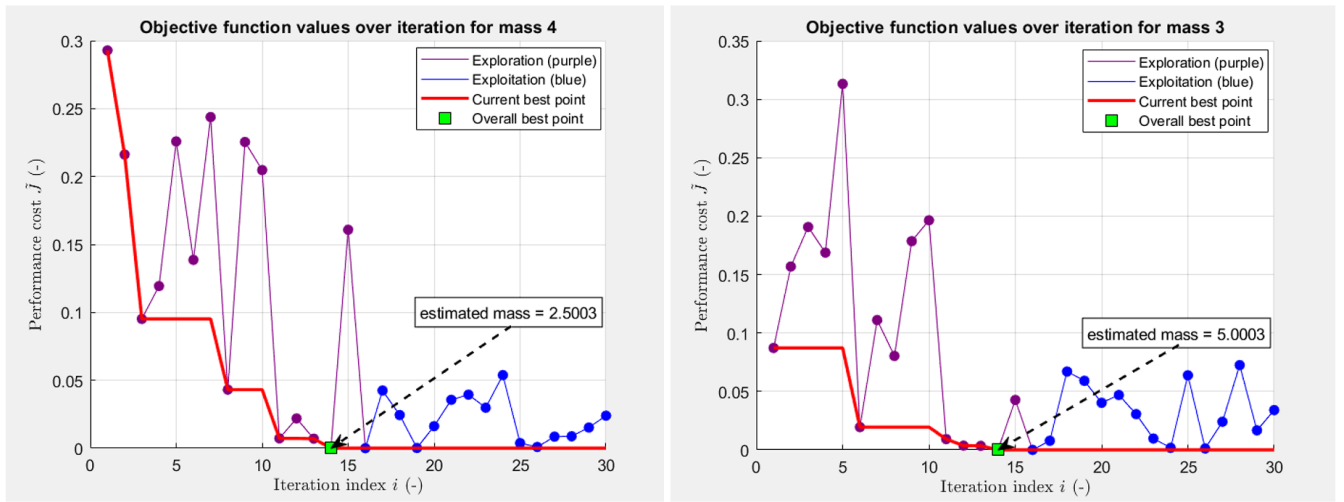 Objective function values over iteration for mass 4
Exploration (purple)
Exploitation (blue)
Current best point
Overall best point
0.3
0.25
0.2
0.15
0.1
0.05
0
Performance cost J̃ (-)
estimated mass = 2.5003
0 5 10 15 20 25 30
Iteration index i (-)
Objective function values over iteration for mass 3
Exploration (purple)
Exploitation (blue)
Current best point
Overall best point
0.35
0.3
0.25
0.2
0.15
0.1
0.05
0
Performance cost J̃ (-)
estimated mass = 5.0003
0 5 10 15 20 25 30
Iteration index i (-)